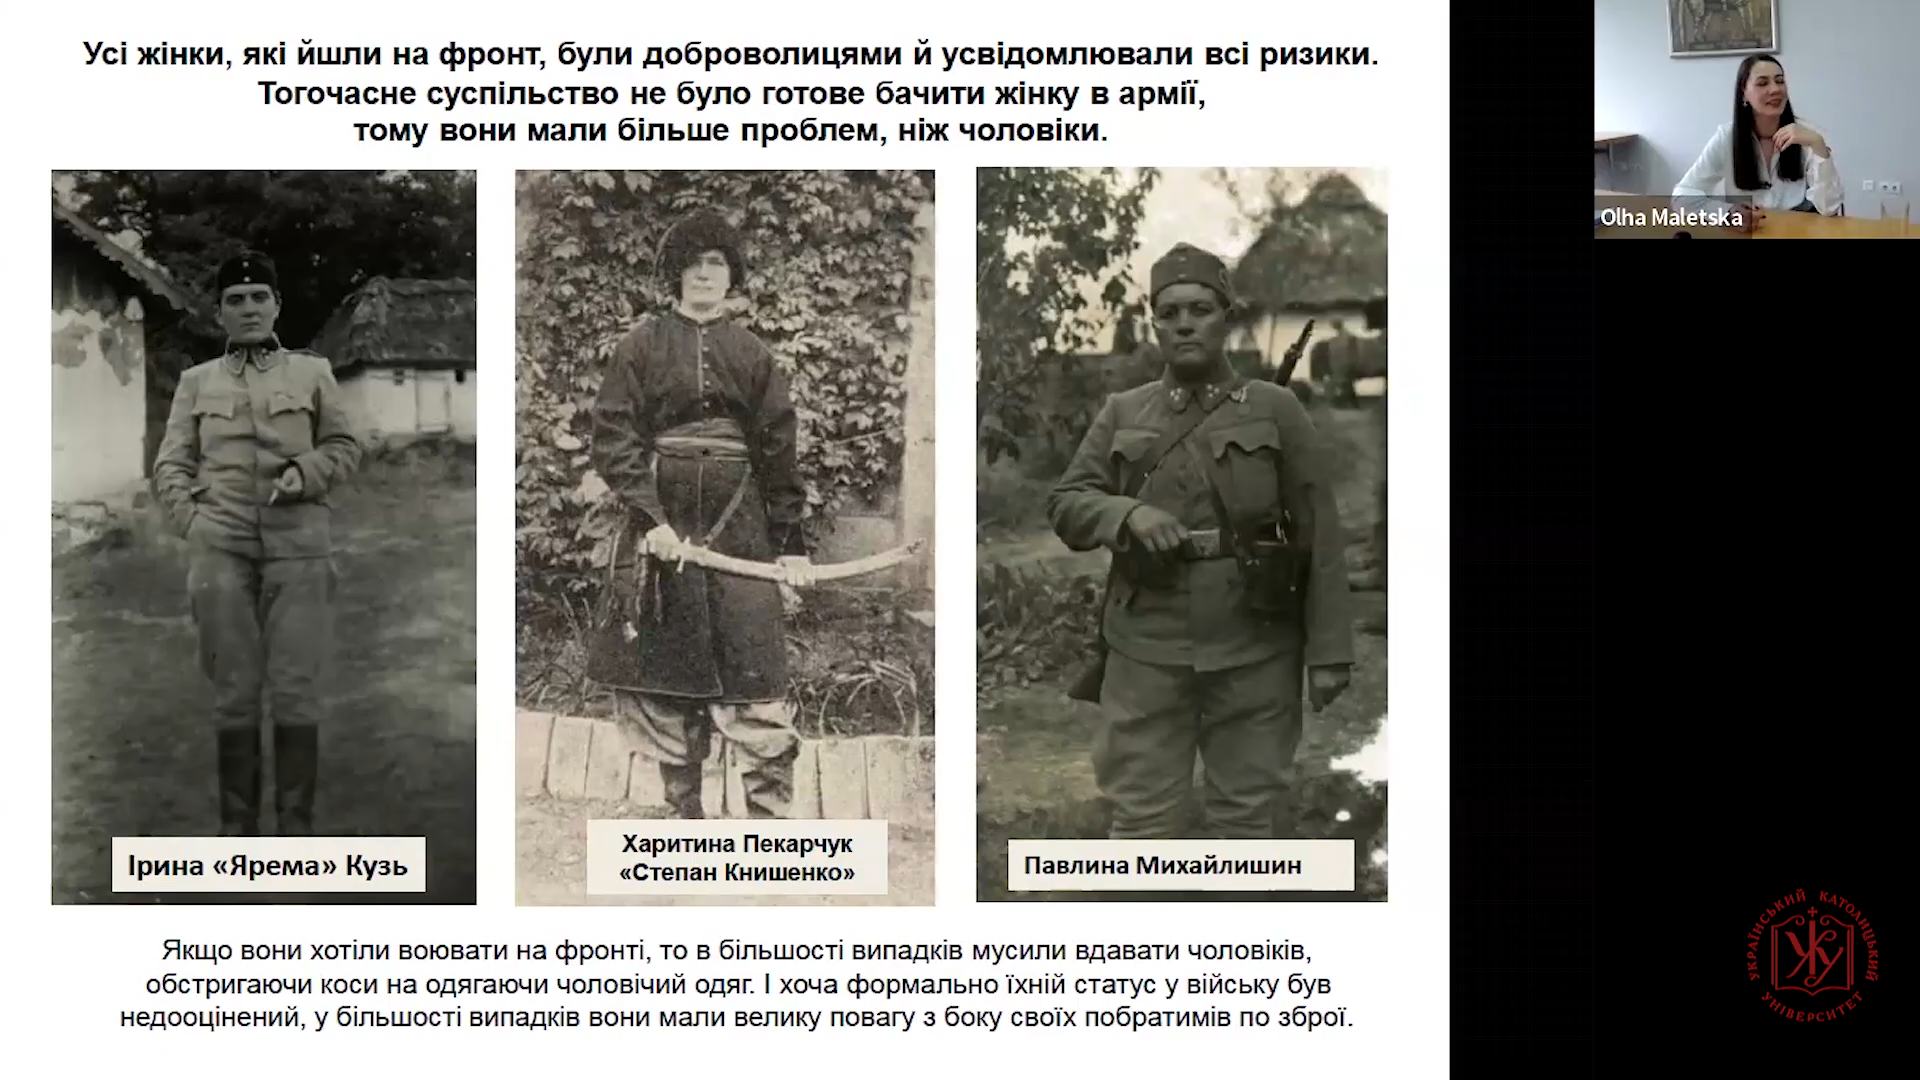 Усі жінки, які йшли на фронт, були доброволицями й усвідомлювали всі ризики.
Тогочасне суспільство не було готове бачити жінку в армії,
тому вони мали більше проблем, ніж чоловіки.
Olha Maletska
Ірина «Ярема» Кузь
Харитина Пекарчук
«Степан Книшенко»
Павлина Михайлишин
Якщо вони хотіли воювати на фронті, то в більшості випадків мусили вдавати чоловіків,
обстригаючи коси на одягаючи чоловічий одяг. І хоча формально їхній статус у війську був
недооцінений, у більшості випадків вони мали велику повагу з боку своїх побратимів по зброї.
УКРАЇНСЬКИЙ КАТОЛИЦЬКИЙ
УНІВЕРСИТЕТ